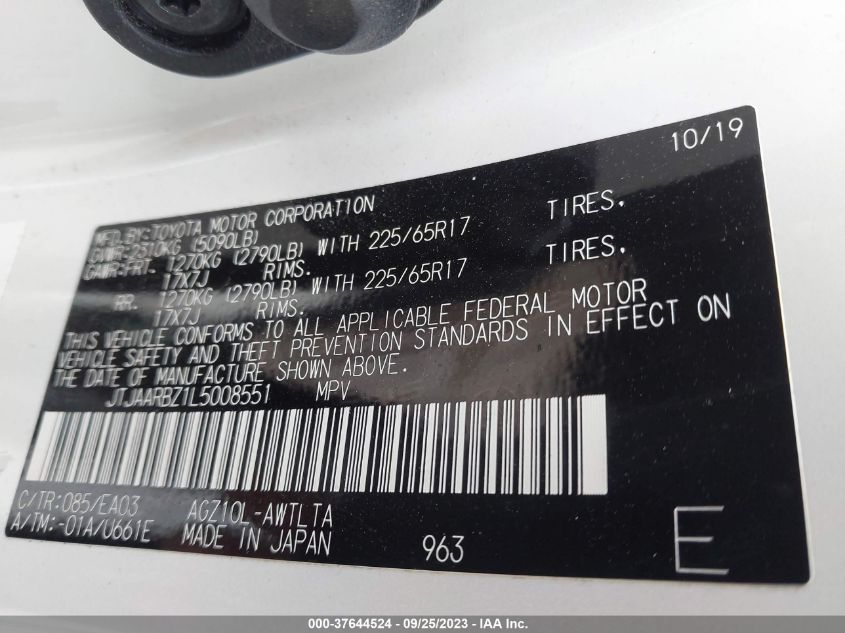 10/19
MFD.BY:TOYOTA MOTOR CORPORATION
GVWR:2310KG (5090LB)
GAWR:FRT. 1270KG (2790LB) WITH 225/65R17 TIRES.
17X7J RIMS.
RR. 1270KG (2790LB) WITH 225/65R17 TIRES.
17X7J RIMS.
THIS VEHICLE CONFORMS TO ALL APPLICABLE FEDERAL MOTOR
VEHICLE SAFETY AND THEFT PREVENTION STANDARDS IN EFFECT ON
THE DATE OF MANUFACTURE SHOWN ABOVE.
JTJAARBZ1L5008551 MPV
C/TR:085/EA03 AGZ10L-AWTLTA
A/TM:-01A/U661E MADE IN JAPAN 963 E
000-37644524 - 09/25/2023 - IAA Inc.